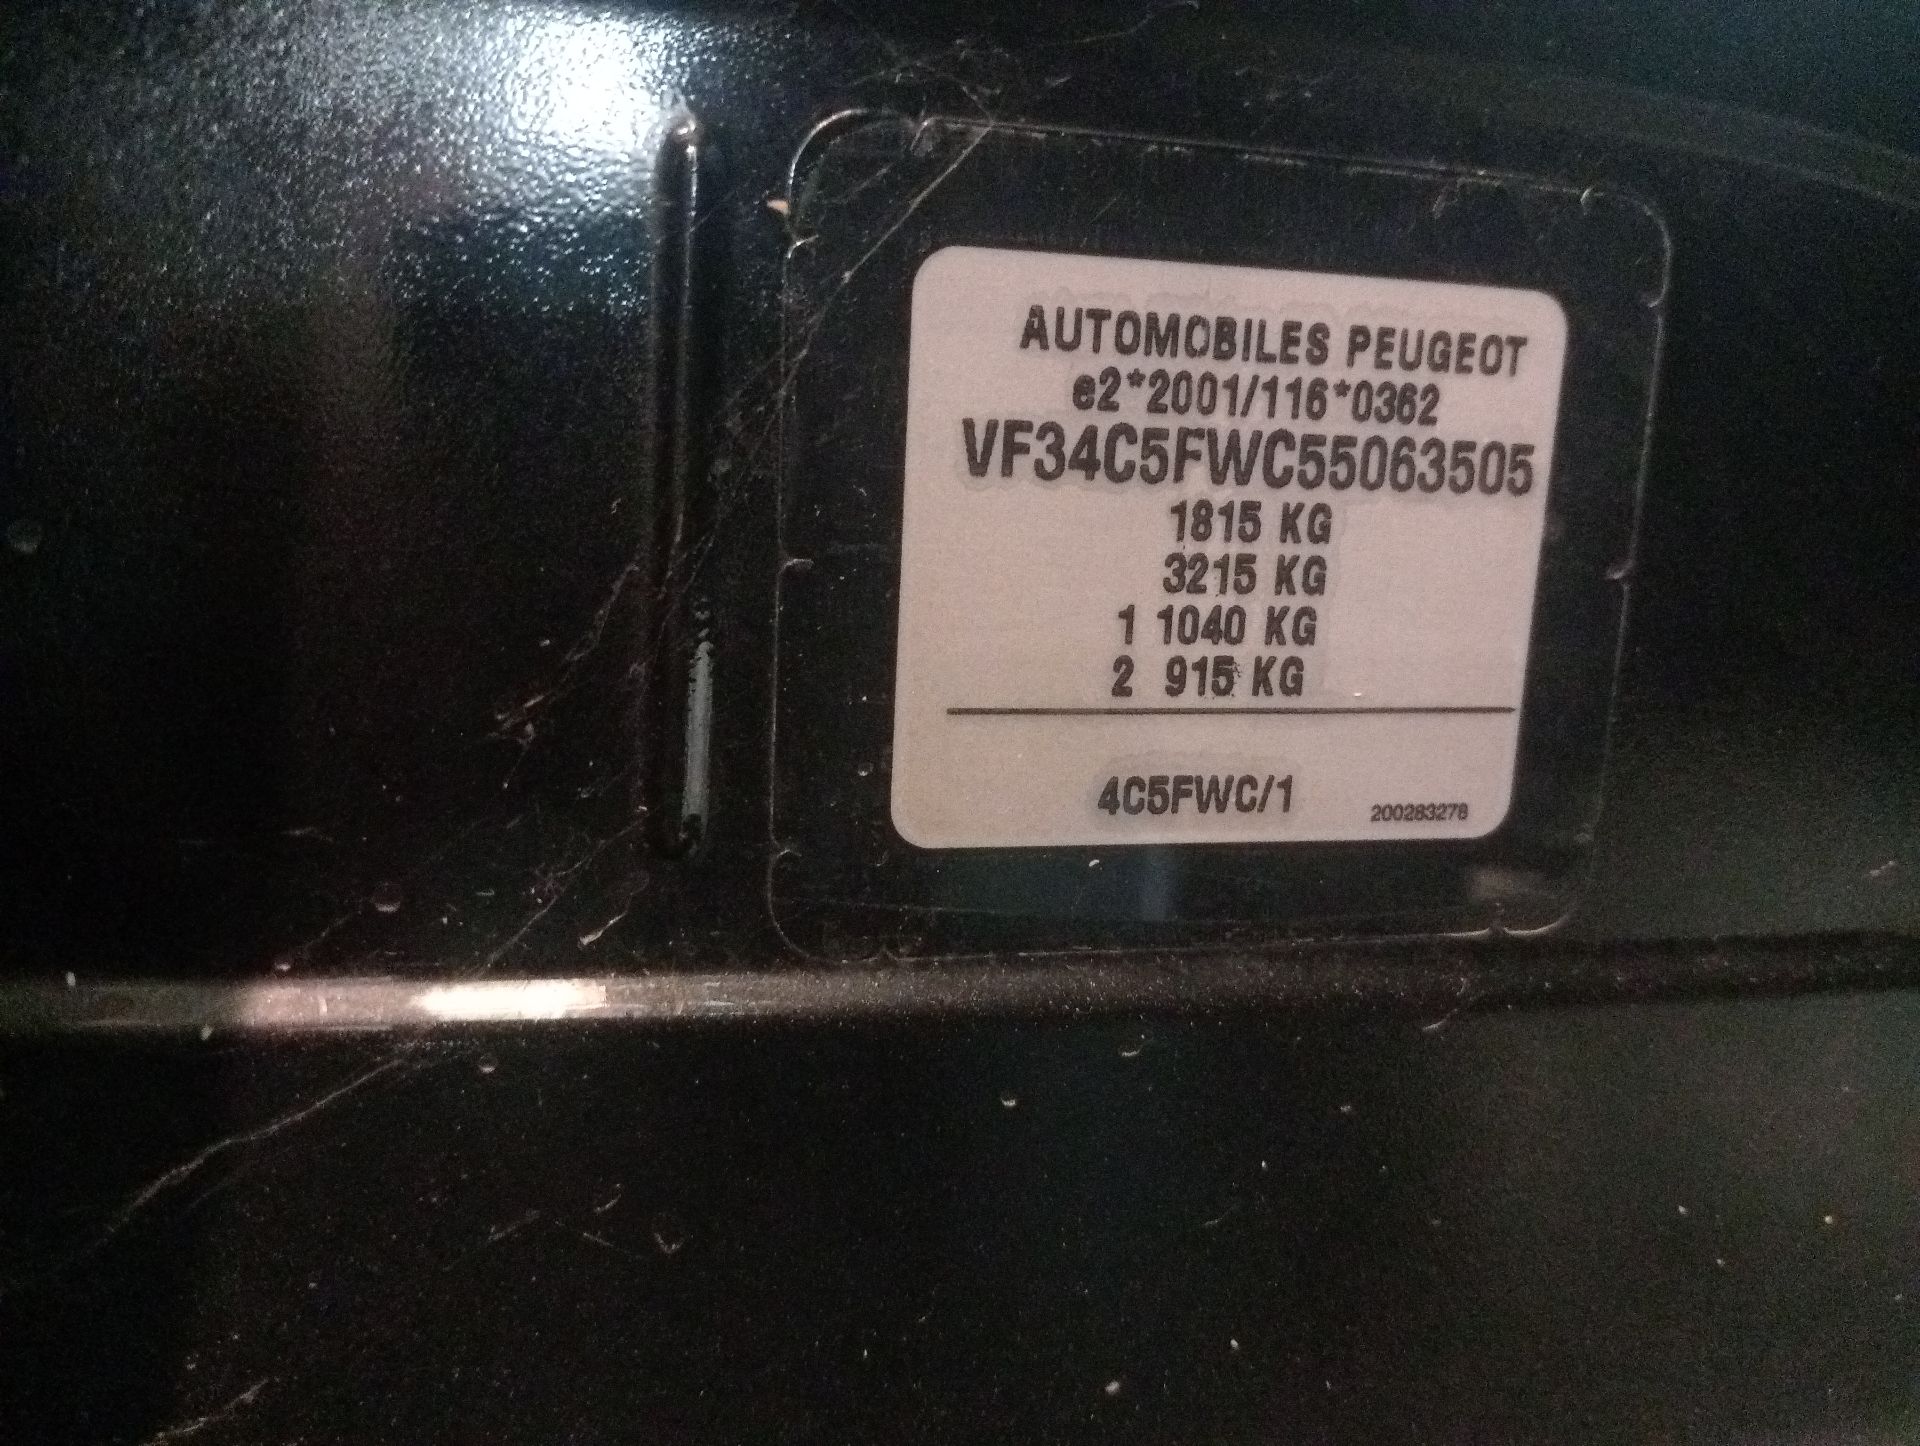 AUTOMOBILES PEUGEOT
e2*2001/116*0362
VF34C5FWC55063505
1815 KG
3215 KG
1 1040 KG
2 915 KG
4C5FWC/1
200283278